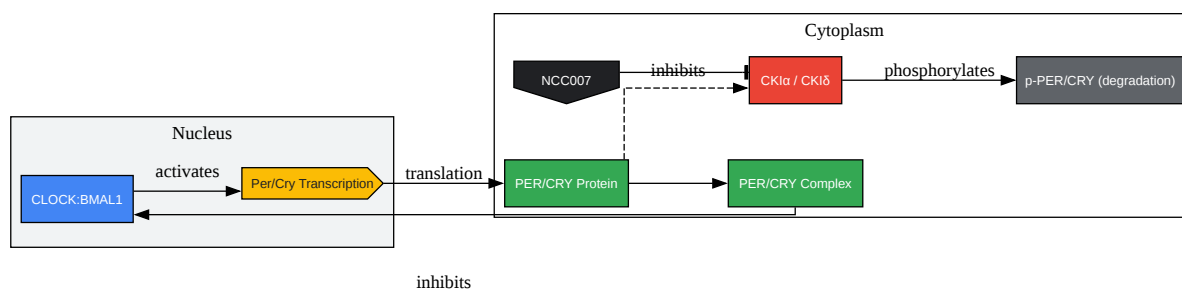 Cytoplasm
NCC007
inhibits
CKIα / CKIδ
phosphorylates
p-PER/CRY (degradation)
Nucleus
CLOCK:BMAL1
activates
Per/Cry Transcription
translation
PER/CRY Protein
PER/CRY Complex
inhibits